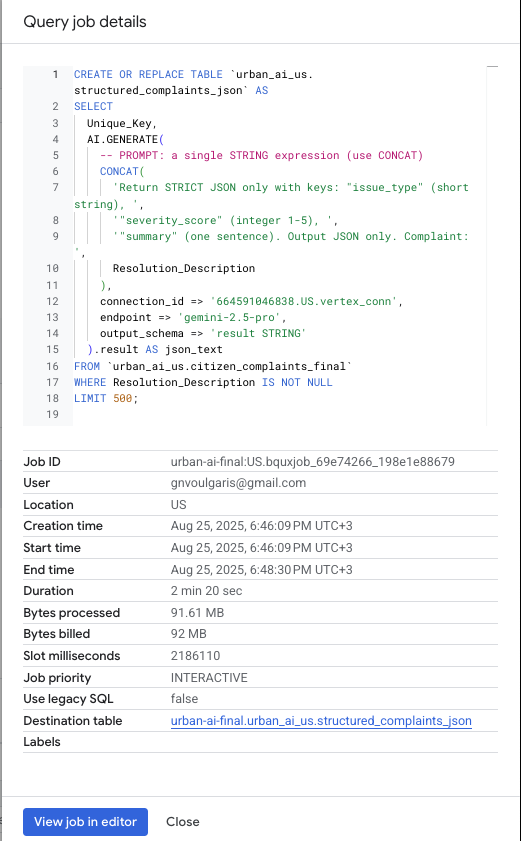 Query job details
1 CREATE OR REPLACE TABLE `urban_ai_us.
structured_complaints_json` AS
2 SELECT
3 Unique_Key,
4 AI.GENERATE(
5 -- PROMPT: a single STRING expression (use CONCAT)
6 CONCAT(
7 'Return STRICT JSON only with keys: "issue_type" (short
string), ',
8 '"severity_score" (integer 1-5), ',
9 '"summary" (one sentence). Output JSON only. Complaint:
',
10 Resolution_Description
11 ),
12 connection_id => '664591046838.US.vertex_conn',
13 endpoint => 'gemini-2.5-pro',
14 output_schema => 'result STRING'
15 ).result AS json_text
16 FROM `urban_ai_us.citizen_complaints_final`
17 WHERE Resolution_Description IS NOT NULL
18 LIMIT 500;
19
Job ID urban-ai-final:US.bquxjob_69e74266_198e1e88679
User gnvoulgaris@gmail.com
Location US
Creation time Aug 25, 2025, 6:46:09 PM UTC+3
Start time Aug 25, 2025, 6:46:09 PM UTC+3
End time Aug 25, 2025, 6:48:30 PM UTC+3
Duration 2 min 20 sec
Bytes processed 91.61 MB
Bytes billed 92 MB
Slot milliseconds 2186110
Job priority INTERACTIVE
Use legacy SQL false
Destination table urban-ai-final.urban_ai_us.structured_complaints_json
Labels
View job in editor Close